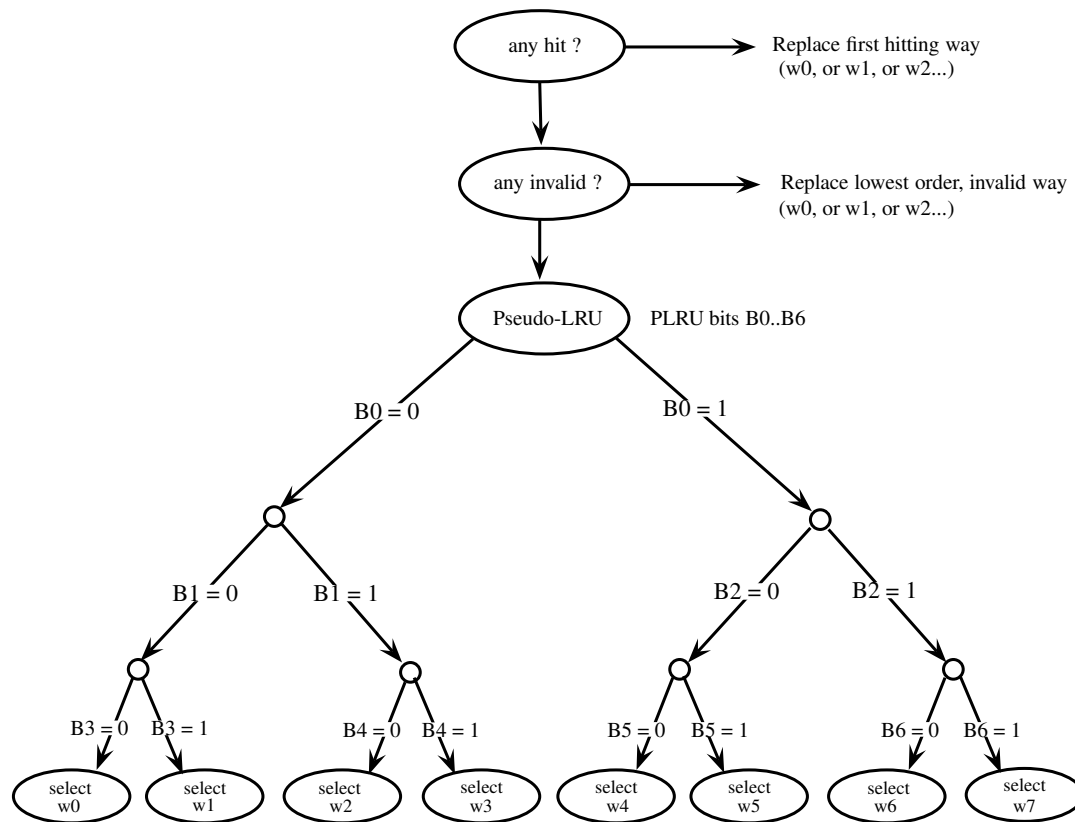 any hit ?
Replace first hitting way
(w0, or w1, or w2...)
any invalid ?
Replace lowest order, invalid way
(w0, or w1, or w2...)
Pseudo-LRU
PLRU bits B0..B6
B0 = 0
B0 = 1
B1 = 0
B1 = 1
B2 = 0
B2 = 1
B3 = 0
B3 = 1
B4 = 0
B4 = 1
B5 = 0
B5 = 1
B6 = 0
B6 = 1
select
w0
select
w1
select
w2
select
w3
select
w4
select
w5
select
w6
select
w7